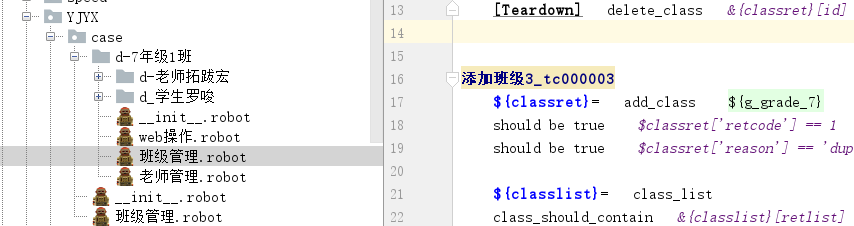 YJYX
case
d-7年级1班
d-老师拓跋宏
d_学生罗唆
__init__.robot
web操作.robot
班级管理.robot
老师管理.robot
__init__.robot
班级管理.robot
13 [Teardown] delete_class &{classret}[id]
14
15
16 添加班级3_tc000003
17 ${classret}= add_class ${g_grade_7}
18 should be true $classret['retcode'] == 1
19 should be true $classret['reason'] == 'dup
20
21 ${classlist}= class_list
22 class_should_contain &{classlist}[retlist]